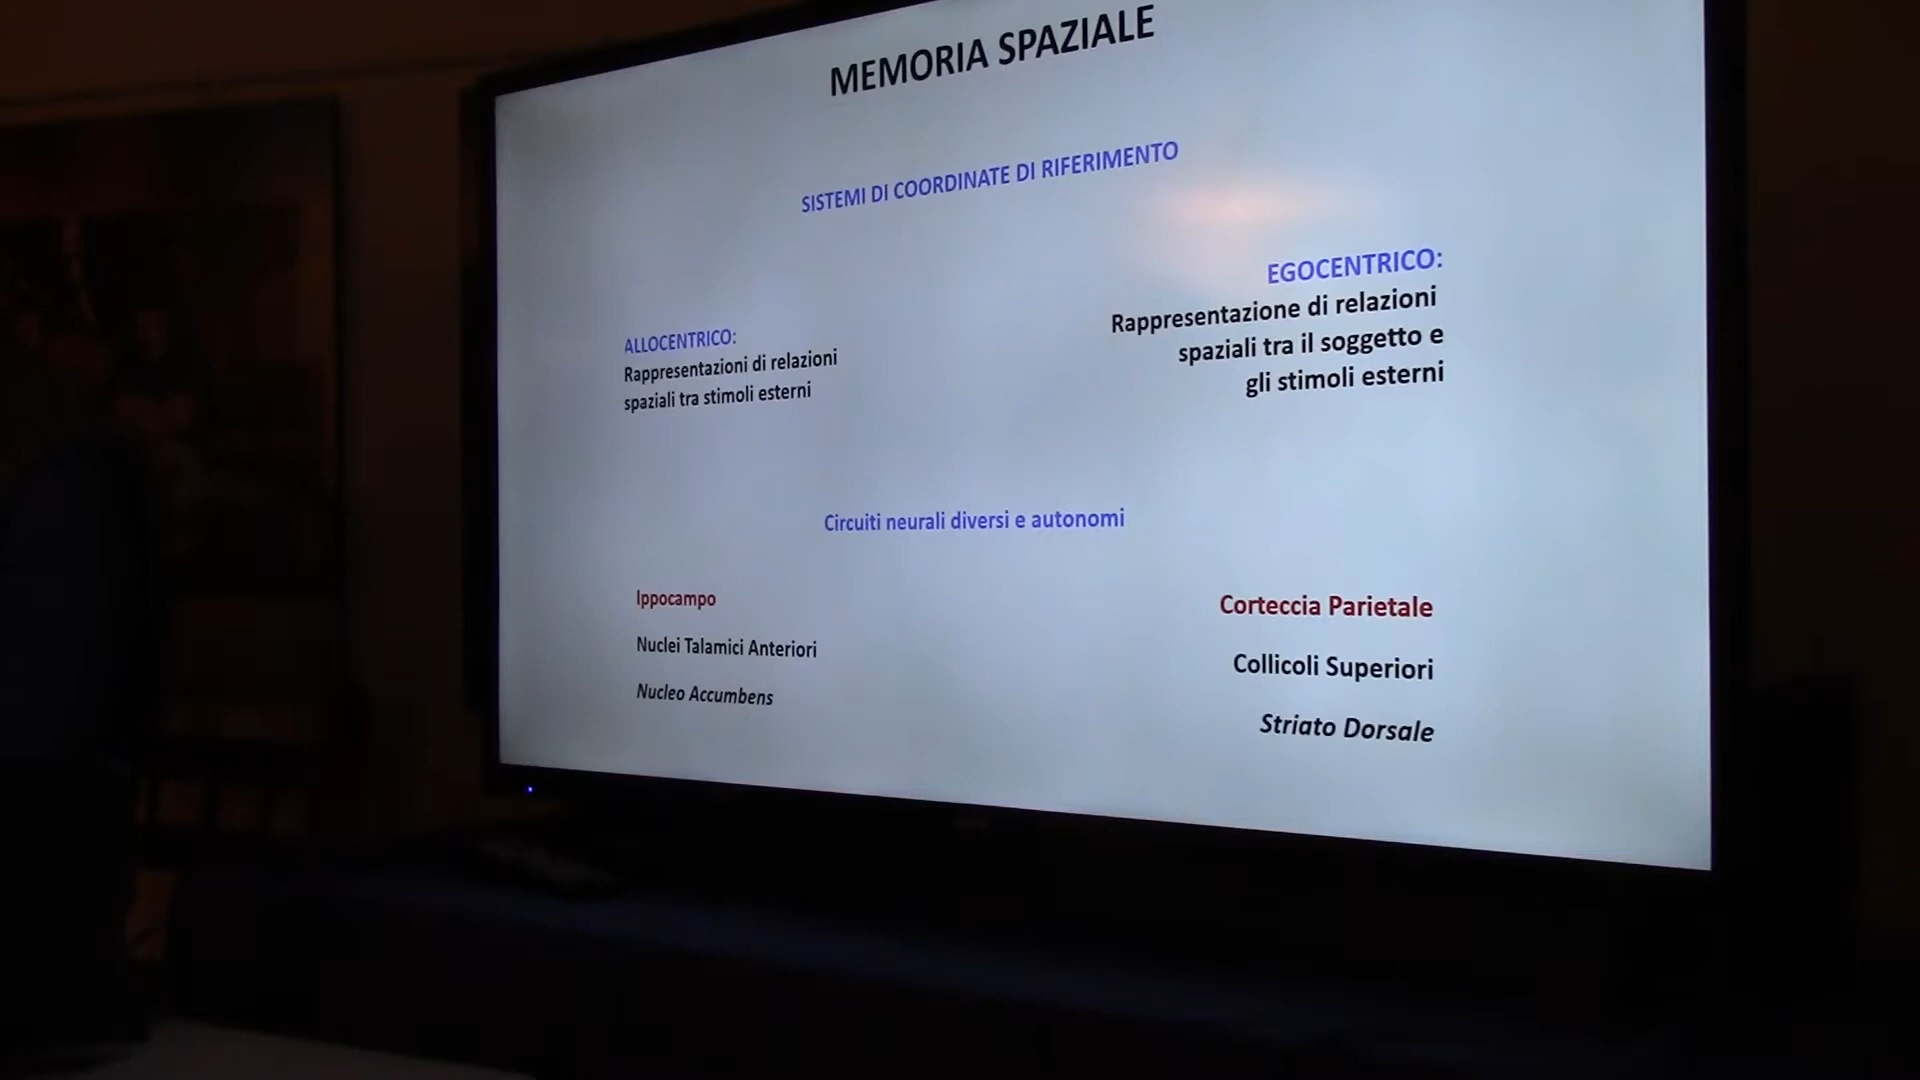 MEMORIA SPAZIALE
SISTEMI DI COORDINATE DI RIFERIMENTO
ALLOCENTRICO:
Rappresentazioni di relazioni
spaziali tra stimoli esterni
EGOCENTRICO:
Rappresentazione di relazioni
spaziali tra il soggetto e
gli stimoli esterni
Circuiti neurali diversi e autonomi
Ippocampo
Nuclei Talamici Anteriori
Nucleo Accumbens
Corteccia Parietale
Collicoli Superiori
Striato Dorsale